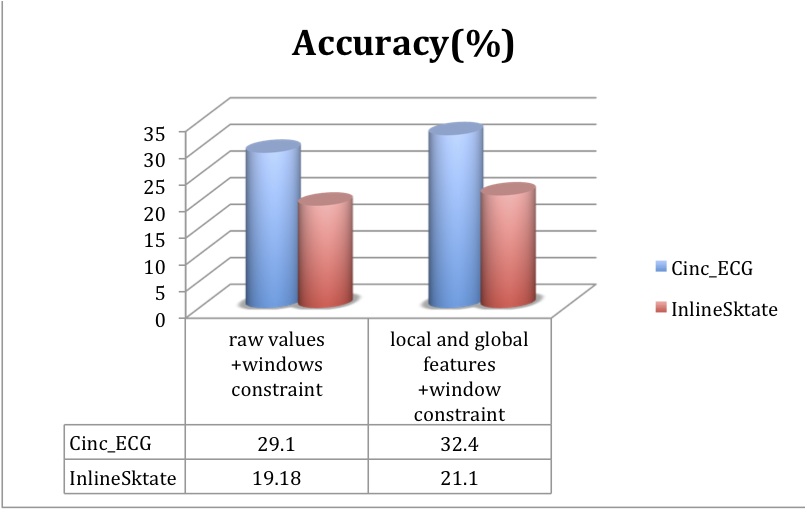 Accuracy(%)
35
30
25
20
15
10
5
0
Cinc_ECG
InlineSktate
raw values
+windows
constraint
local and global
features
+window
constraint
Cinc_ECG 29.1 32.4
InlineSktate 19.18 21.1